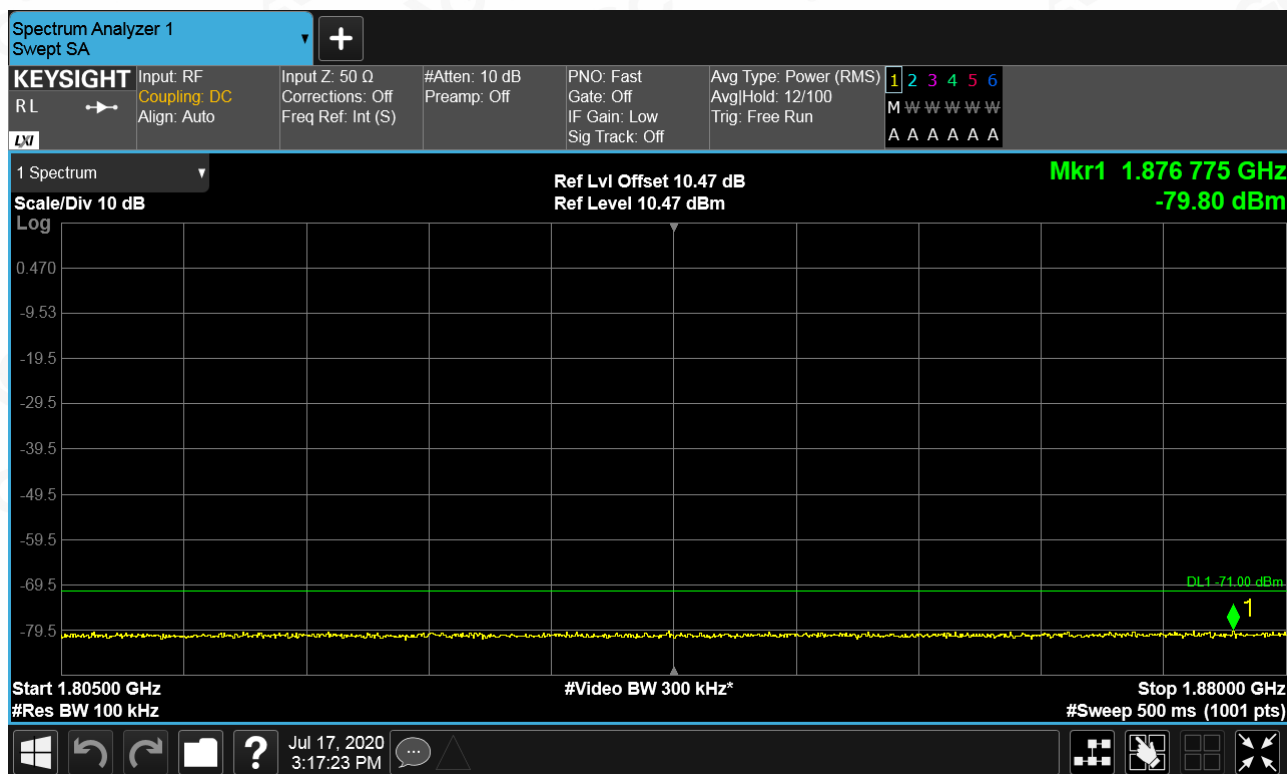 Spectrum Analyzer 1
Swept SA
+
KEYSIGHT
R L
LXI
Input: RF
Coupling: DC
Align: Auto
Input Z: 50 Ω
Corrections: Off
Freq Ref: Int (S)
#Atten: 10 dB
Preamp: Off
PNO: Fast
Gate: Off
IF Gain: Low
Sig Track: Off
Avg Type: Power (RMS)
Avg|Hold: 12/100
Trig: Free Run
1 2 3 4 5 6
M W W W W W
A A A A A A
1 Spectrum
Scale/Div 10 dB
Log
Ref Lvl Offset 10.47 dB
Ref Level 10.47 dBm
Mkr1 1.876 775 GHz
-79.80 dBm
0.470
-9.53
-19.5
-29.5
-39.5
-49.5
-59.5
-69.5
DL1 -71.00 dBm
1
-79.5
Start 1.80500 GHz
#Res BW 100 kHz
#Video BW 300 kHz*
Stop 1.88000 GHz
#Sweep 500 ms (1001 pts)
?
Jul 17, 2020
3:17:23 PM